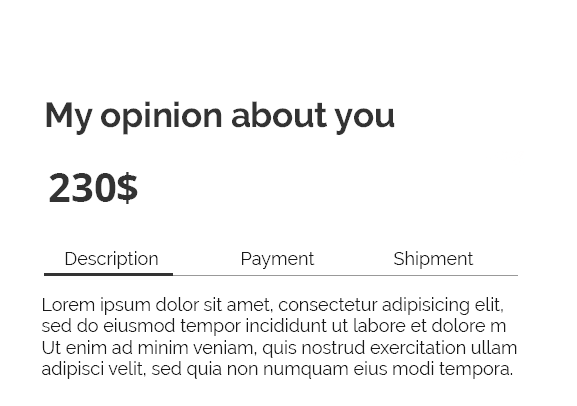 My opinion about you
230$
Description Payment Shipment
Lorem ipsum dolor sit amet, consectetur adipisicing elit,
sed do eiusmod tempor incididunt ut labore et dolore m
Ut enim ad minim veniam, quis nostrud exercitation ullam
adipisci velit, sed quia non numquam eius modi tempora.